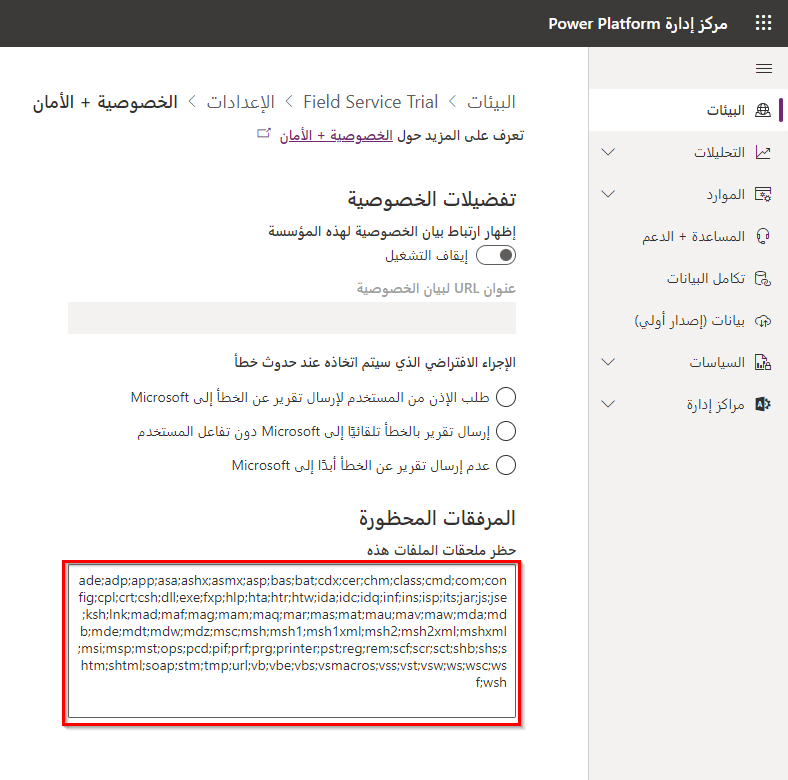 مركز إدارة Power Platform
البيئات
التحليلات
الموارد
المساعدة + الدعم
تكامل البيانات
بيانات (إصدار أولي)
السياسات
مراكز إدارة
البيئات > Field Service Trial > الإعدادات > الخصوصية + الأمان
تعرف على المزيد حول الخصوصية + الأمان
تفضيلات الخصوصية
إظهار ارتباط بيان الخصوصية لهذه المؤسسة
إيقاف التشغيل
عنوان URL لبيان الخصوصية
الإجراء الافتراضي الذي سيتم اتخاذه عند حدوث خطأ
طلب الإذن من المستخدم لإرسال تقرير عن الخطأ إلى Microsoft
إرسال تقرير بالخطأ تلقائيًا إلى Microsoft دون تفاعل المستخدم
عدم إرسال تقرير عن الخطأ أبدًا إلى Microsoft
المرفقات المحظورة
حظر ملحقات الملفات هذه
ade;adp;app;asa;ashx;asmx;asp;bas;bat;cdx;cer;chm;class;cmd;com;con
fig;cpl;crt;csh;dll;exe;fxp;hlp;hta;htr;htw;ida;idc;idq;inf;ins;isp;its;jar;js;jse
;ksh;lnk;mad;maf;mag;mam;maq;mar;mas;mat;mau;mav;maw;mda;md
b;mde;mdt;mdw;mdz;msc;msh;msh1;msh1xml;msh2;msh2xml;mshxml
;msi;msp;mst;ops;pcd;pif;prf;prg;printer;pst;reg;rem;scf;scr;sct;shb;shs;s
htm;shtml;soap;stm;tmp;url;vb;vbe;vbs;vsmacros;vss;vst;vsw;ws;wsc;ws
f;wsh